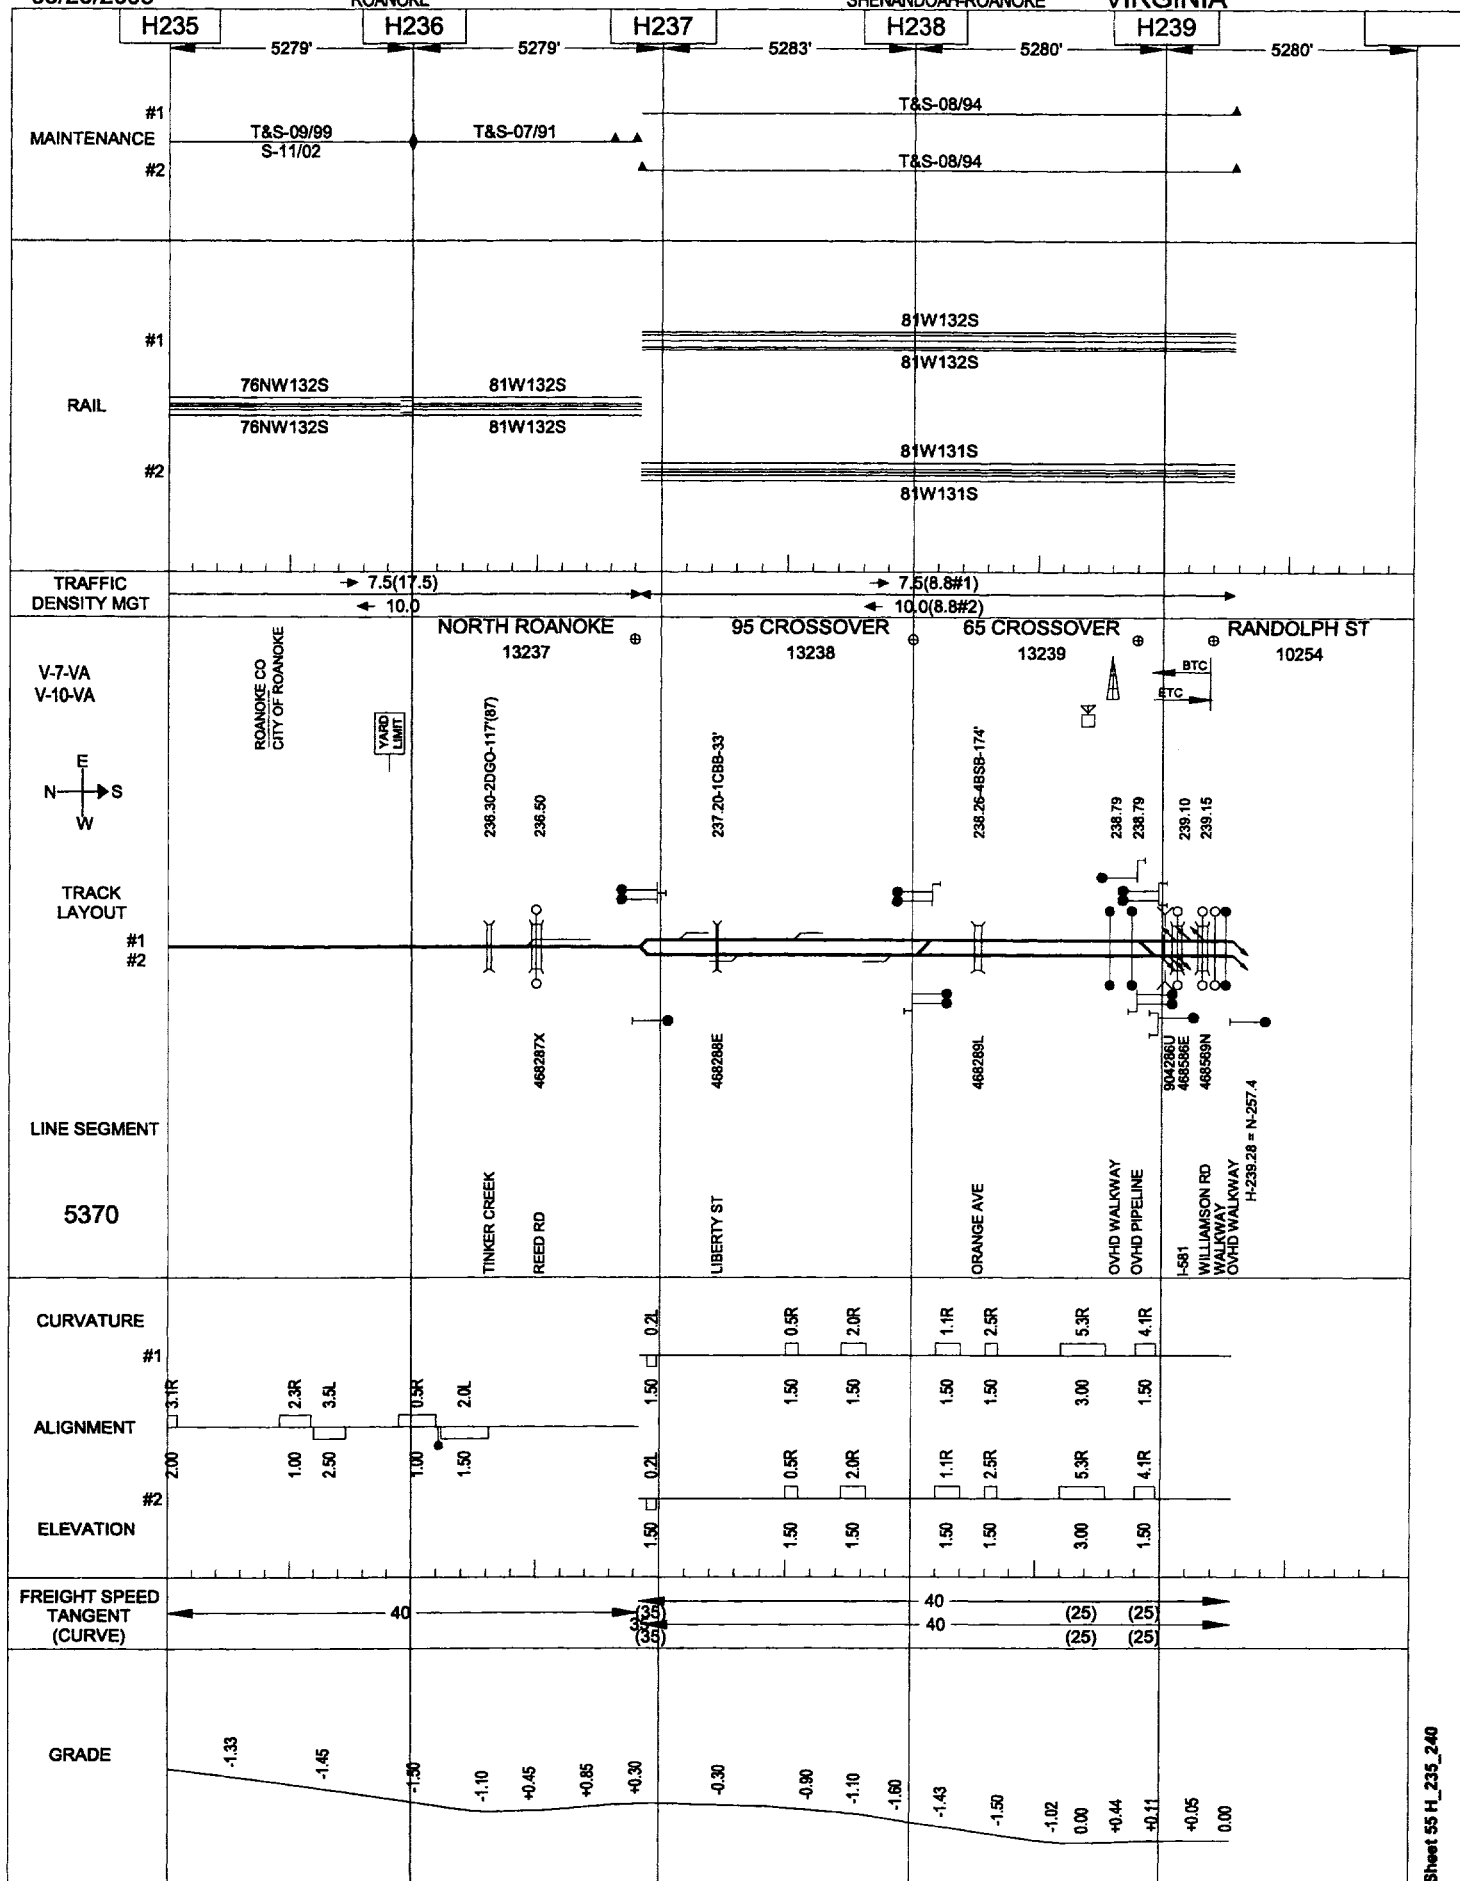 ROANOKE SHENANDOAH-ROANOKE VIRGINIA
H235 H236 H237 H238 H239
5279' 5279' 5283' 5280' 5280'
#1 T&S-08/94
MAINTENANCE T&S-09/99 T&S-07/91
S-11/02
#2 T&S-08/94
81W132S
#1
81W132S
76NW132S 81W132S
RAIL
76NW132S 81W132S
81W131S
#2
81W131S
TRAFFIC DENSITY MGT
7.5(17.5) 7.5(8.8#1)
10.0 10.0(8.8#2)
NORTH ROANOKE 95 CROSSOVER 65 CROSSOVER RANDOLPH ST
13237 13238 13239 10254
V-7-VA
V-10-VA
ROANOKE CO
CITY OF ROANOKE
YARD
LIMIT
BTC
ETC
E
N S
W
236.30-2DGO-117'(87)
236.50
237.20-1CBB-33'
238.26-4BSB-174'
238.79
238.79
239.10
239.15
TRACK
LAYOUT
#1
#2
468287X
468288E
468289L
904286U
468586E
468589N
LINE SEGMENT
5370
TINKER CREEK
REED RD
LIBERTY ST
ORANGE AVE
OVHD WALKWAY
OVHD PIPELINE
I-581
WILLIAMSON RD
WALKWAY
OVHD WALKWAY
H-239.28 = N-257.4
CURVATURE
0.2L 0.5R 2.0R 1.1R 2.5R 5.3R 4.1R
#1
1.50 1.50 1.50 1.50 1.50 3.00 1.50
3.1R 2.3R 3.5L 0.5R 2.0L
ALIGNMENT
2.00 1.00 2.50 1.00 1.50
0.2L 0.5R 2.0R 1.1R 2.5R 5.3R 4.1R
#2
ELEVATION
1.50 1.50 1.50 1.50 1.50 3.00 1.50
FREIGHT SPEED
TANGENT
(CURVE)
40
40 (35) (25) (25)
40 (35) (25) (25)
GRADE
-1.33 -1.45 -1.50 -1.10 +0.45 +0.85 +0.30 -0.30 -0.90 -1.10 -1.60 -1.43 -1.50 -1.02 0.00 +0.44 +0.11 +0.05 0.00
Sheet 55 H_235_240